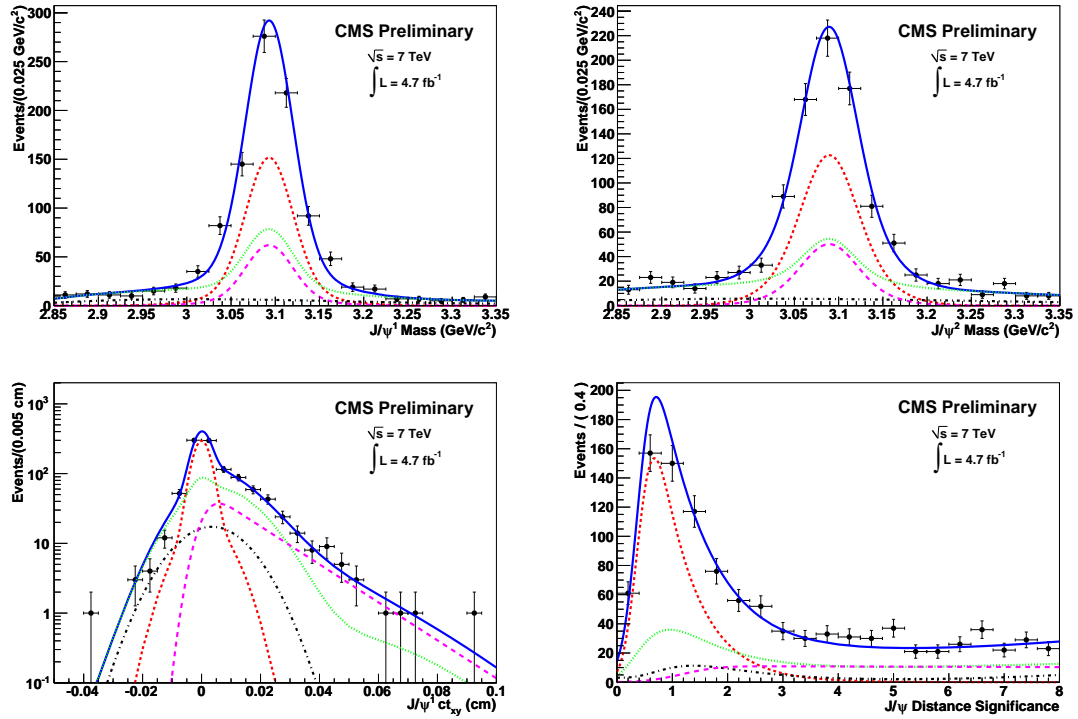 Events/(0.025 GeV/c²)
300
250
200
150
100
50
0
CMS Preliminary
√s = 7 TeV
∫ L = 4.7 fb⁻¹
2.85 2.9 2.95 3 3.05 3.1 3.15 3.2 3.25 3.3 3.35
J/ψ¹ Mass (GeV/c²)
Events/(0.025 GeV/c²)
240
220
200
180
160
140
120
100
80
60
40
20
0
CMS Preliminary
√s = 7 TeV
∫ L = 4.7 fb⁻¹
2.85 2.9 2.95 3 3.05 3.1 3.15 3.2 3.25 3.3 3.35
J/ψ² Mass (GeV/c²)
Events/(0.005 cm)
10³
10²
10
1
10⁻¹
CMS Preliminary
√s = 7 TeV
∫ L = 4.7 fb⁻¹
-0.04 -0.02 0 0.02 0.04 0.06 0.08 0.1
J/ψ¹ ctxy (cm)
Events / ( 0.4 )
200
180
160
140
120
100
80
60
40
20
0
CMS Preliminary
√s = 7 TeV
∫ L = 4.7 fb⁻¹
0 1 2 3 4 5 6 7 8
J/ψ Distance Significance